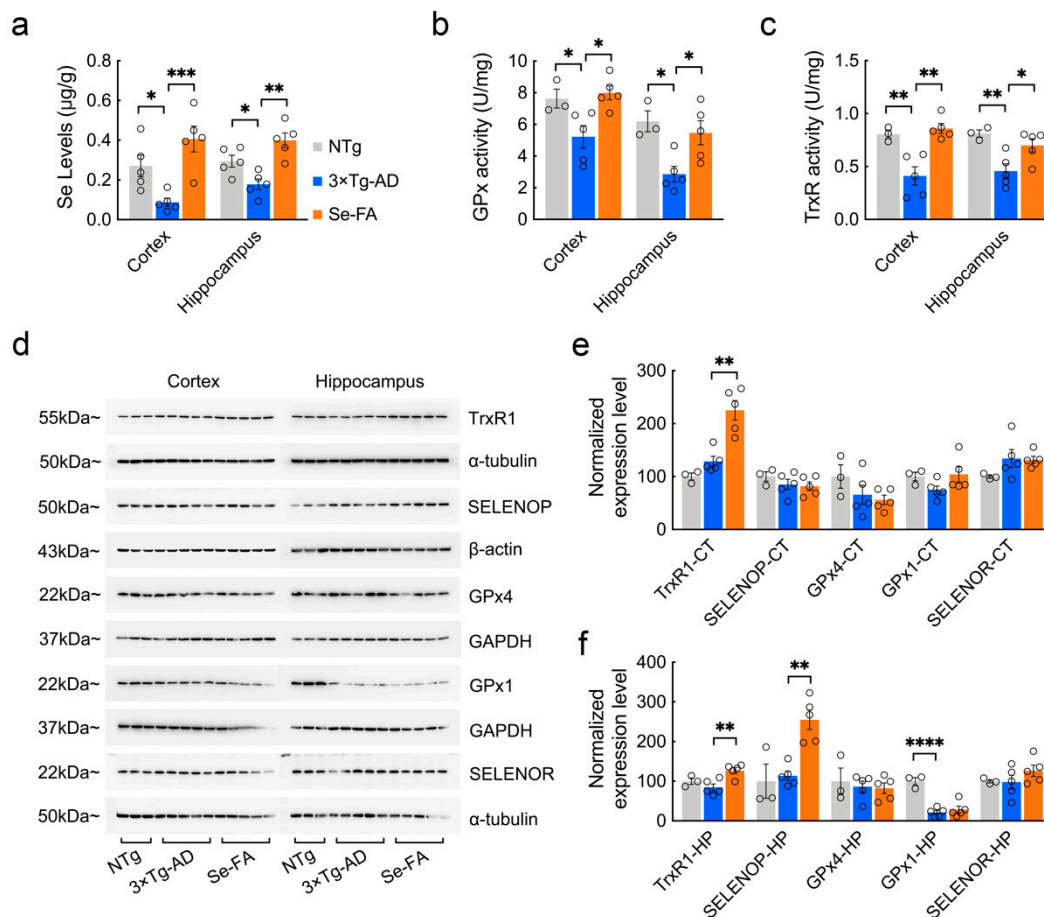 a
Se Levels (μg/g)
0.8
0.6
0.4
0.2
0.0
*
***
*
**
Cortex
Hippocampus
NTg
3×Tg-AD
Se-FA
b
GPx activity (U/mg)
10
8
6
4
2
0
*
*
*
*
Cortex
Hippocampus
c
TrxR activity (U/mg)
1.5
1.0
0.5
0.0
**
**
**
*
Cortex
Hippocampus
d
Cortex
Hippocampus
55kDa~
TrxR1
50kDa~
α-tubulin
50kDa~
SELENOP
43kDa~
β-actin
22kDa~
GPx4
37kDa~
GAPDH
22kDa~
GPx1
37kDa~
GAPDH
22kDa~
SELENOR
50kDa~
α-tubulin
NTg
3×Tg-AD
Se-FA
NTg
3×Tg-AD
Se-FA
e
Normalized
expression level
300
200
100
0
**
TrxR1-CT
SELENOP-CT
GPx4-CT
GPx1-CT
SELENOR-CT
f
Normalized
expression level
400
300
200
100
0
**
**
****
TrxR1-HP
SELENOP-HP
GPx4-HP
GPx1-HP
SELENOR-HP